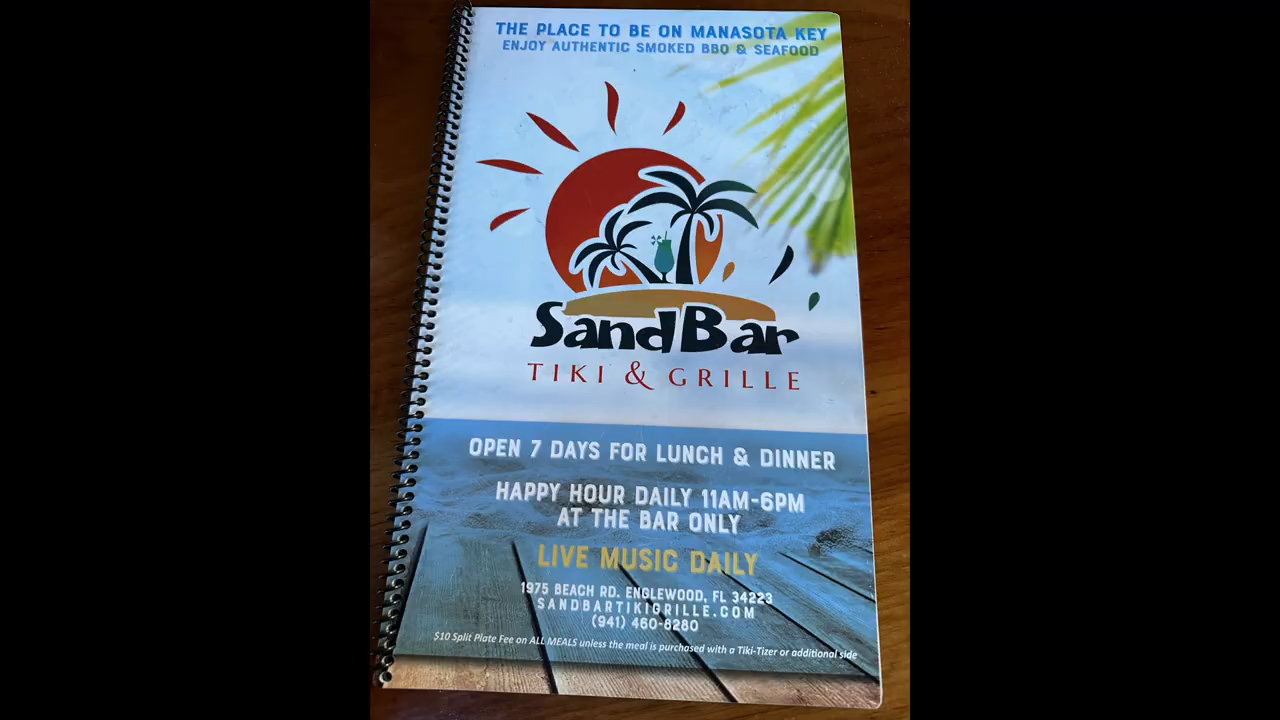 THE PLACE TO BE ON MANASOTA KEY
ENJOY AUTHENTIC SMOKED BBQ & SEAFOOD
SandBar
TIKI & GRILLE
OPEN 7 DAYS FOR LUNCH & DINNER
HAPPY HOUR DAILY 11AM-6PM
AT THE BAR ONLY
LIVE MUSIC DAILY
1975 BEACH RD. ENGLEWOOD, FL 34223
SANDBARTIKIGRILLE.COM
(941) 460-8280
$10 Split Plate Fee on ALL MEALS unless the meal is purchased with a Tiki-Tizer or additional side